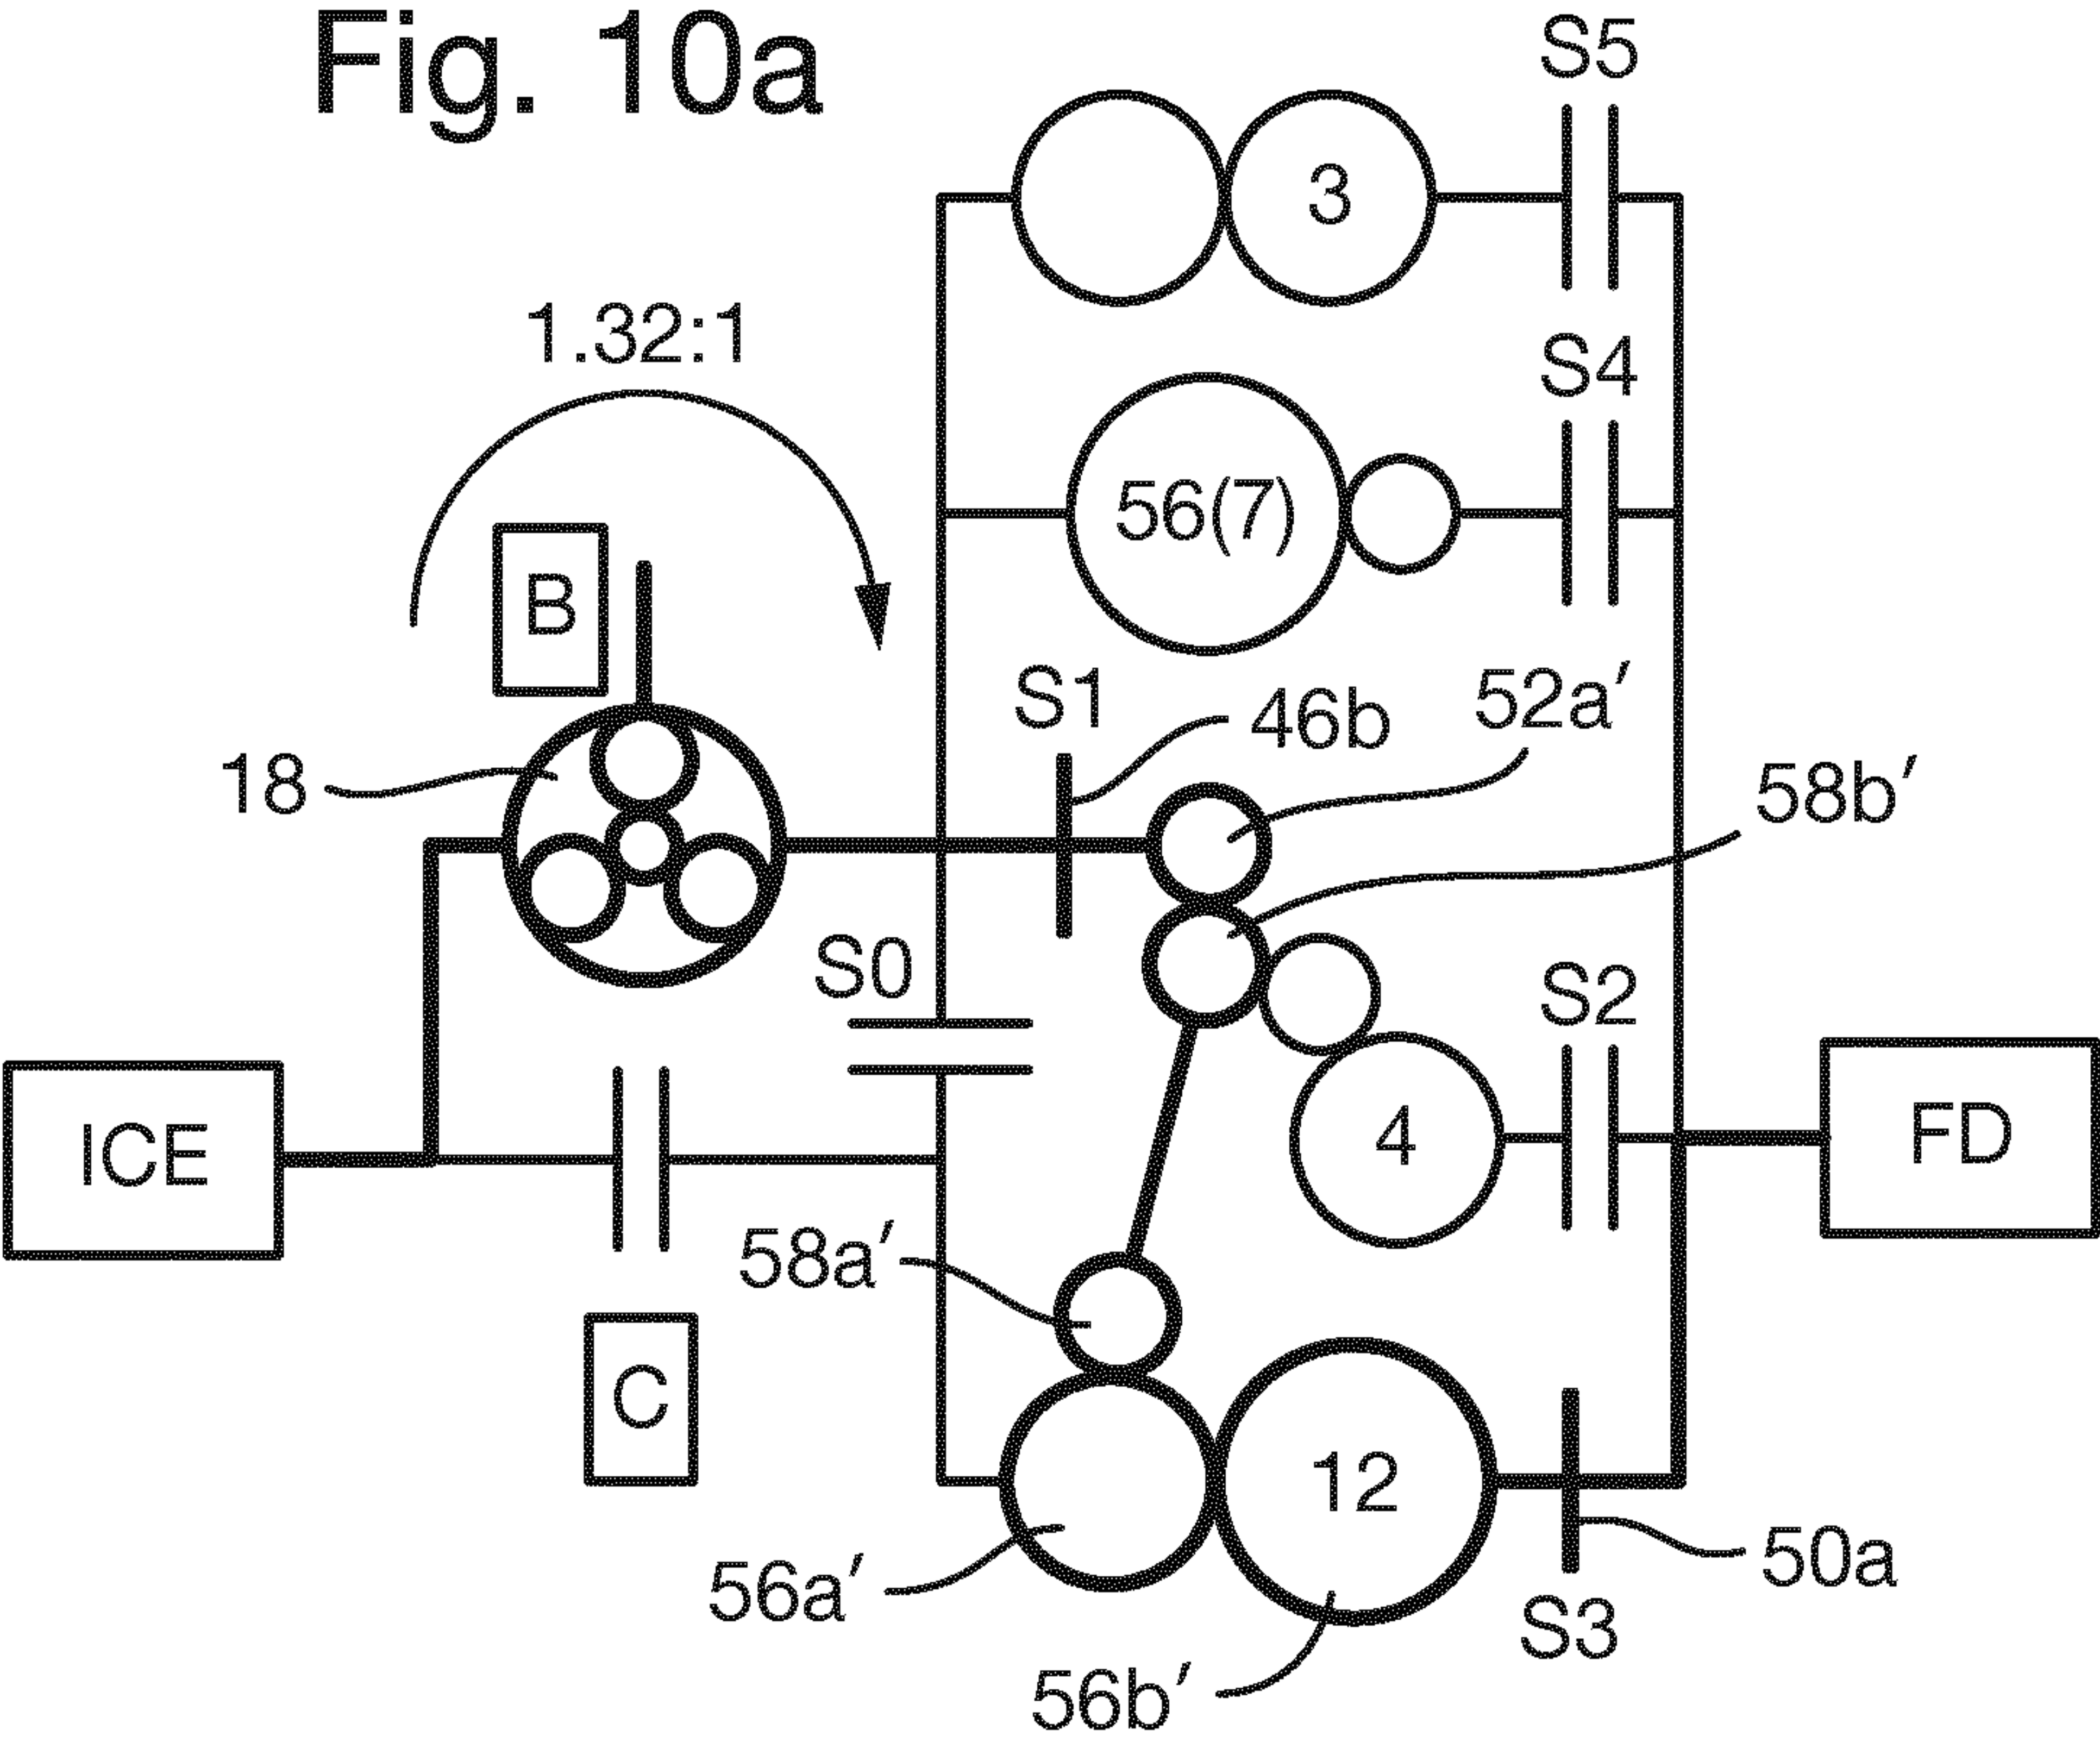 Fig. 10a
S5
3
1.32:1
S4
56(7)
B
S1
46b
52a′
18
58b′
S0
S2
ICE
4
FD
58a′
C
12
50a
56a′
S3
56b′